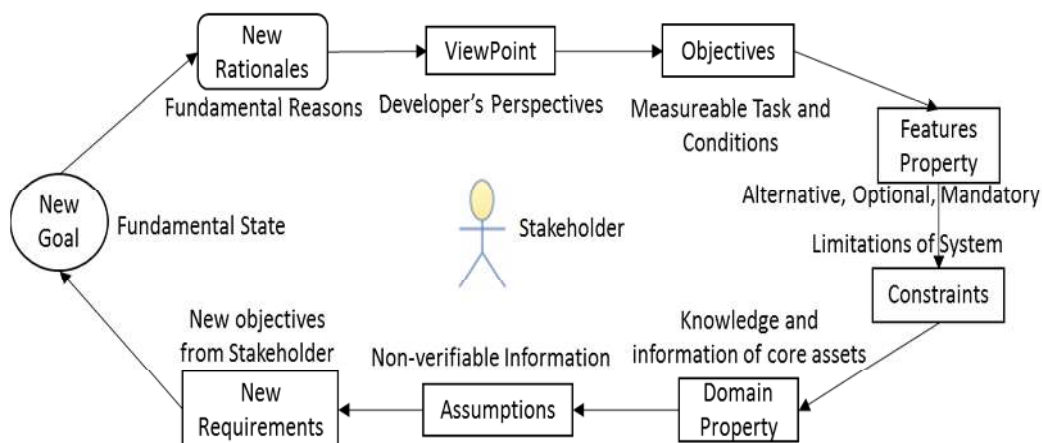 New
Rationales
Fundamental Reasons
ViewPoint
Developer's Perspectives
Objectives
Measureable Task and
Conditions
Features
Property
Alternative, Optional, Mandatory
Limitations of System
Constraints
Knowledge and
information of core assets
Domain
Property
Non-verifiable Information
Assumptions
New objectives
from Stakeholder
New
Requirements
New
Goal
Fundamental State
Stakeholder